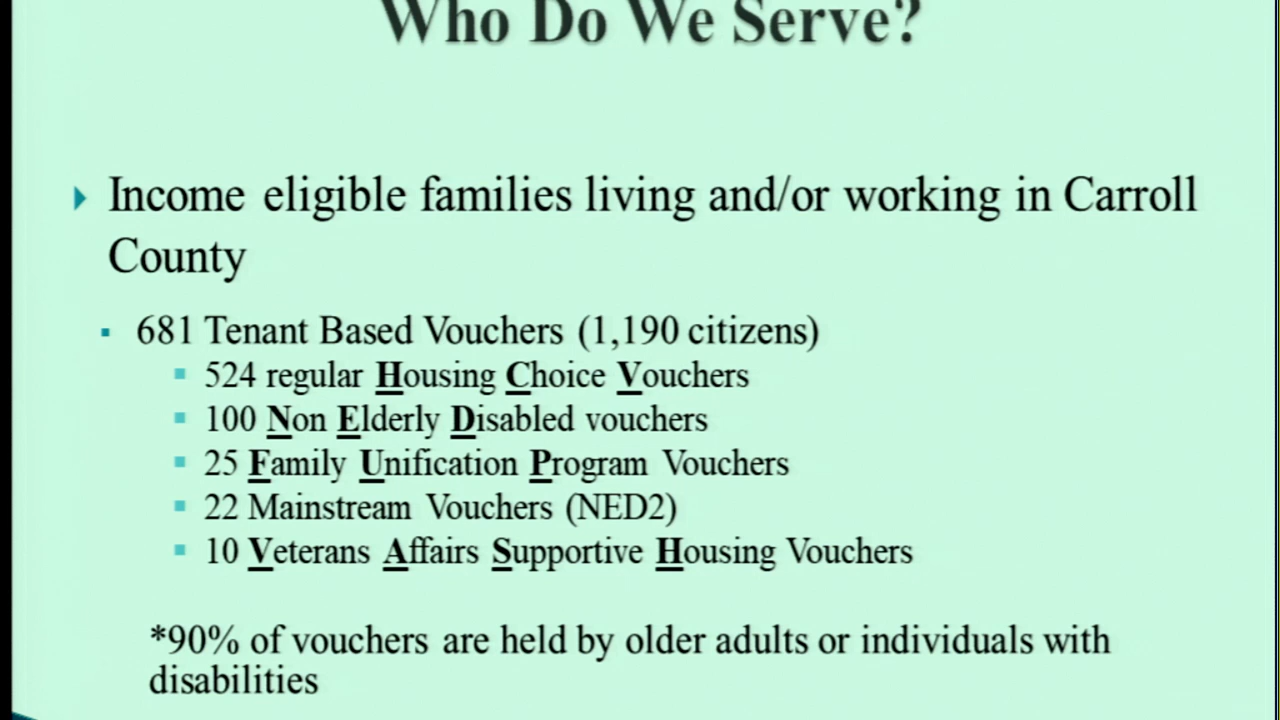 Who Do We Serve?
Income eligible families living and/or working in Carroll
County
681 Tenant Based Vouchers (1,190 citizens)
524 regular Housing Choice Vouchers
100 Non Elderly Disabled vouchers
25 Family Unification Program Vouchers
22 Mainstream Vouchers (NED2)
10 Veterans Affairs Supportive Housing Vouchers
*90% of vouchers are held by older adults or individuals with
disabilities